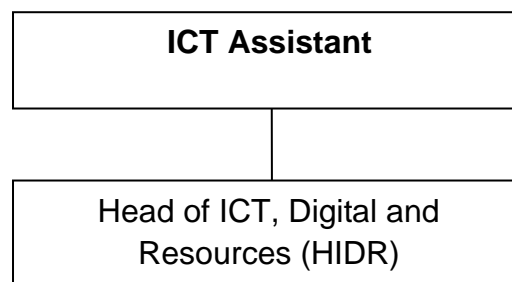 ICT Assistant
Head of ICT, Digital and
Resources (HIDR)